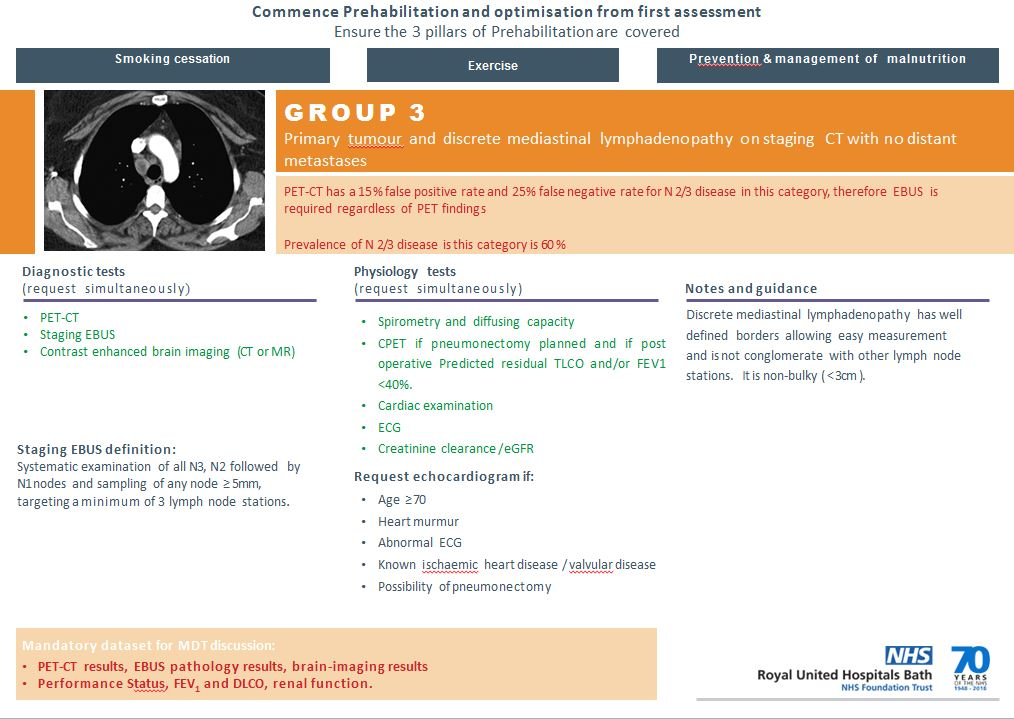 Commence Prehabilitation and optimisation from first assessment
Ensure the 3 pillars of Prehabilitation are covered
Smoking cessation
Exercise
Prevention & management of malnutrition
GROUP 3
Primary tumour and discrete mediastinal lymphadenopathy on staging CT with no distant
metastases
PET-CT has a 15% false positive rate and 25% false negative rate for N 2/3 disease in this category, therefore EBUS is
required regardless of PET findings
Prevalence of N 2/3 disease is this category is 60%
Diagnostic tests
(request simultaneously)
• PET-CT
• Staging EBUS
• Contrast enhanced brain imaging (CT or MR)
Staging EBUS definition:
Systematic examination of all N3, N2 followed by
N1 nodes and sampling of any node ≥5mm,
targeting a minimum of 3 lymph node stations.
Physiology tests
(request simultaneously)
• Spirometry and diffusing capacity
• CPET if pneumonectomy planned and if post
operative Predicted residual TLCO and/or FEV1
<40%.
• Cardiac examination
• ECG
• Creatinine clearance/eGFR
Request echocardiogram if:
• Age ≥70
• Heart murmur
• Abnormal ECG
• Known ischaemic heart disease / valvular disease
• Possibility of pneumonectomy
Notes and guidance
Discrete mediastinal lymphadenopathy has well
defined borders allowing easy measurement
and is not conglomerate with other lymph node
stations. It is non-bulky (<3cm).
Mandatory dataset for MDT discussion:
• PET-CT results, EBUS pathology results, brain-imaging results
• Performance Status, FEV1 and DLCO, renal function.
NHS
Royal United Hospitals Bath
NHS Foundation Trust
70
YEARS
OF THE NHS
1948 - 2018